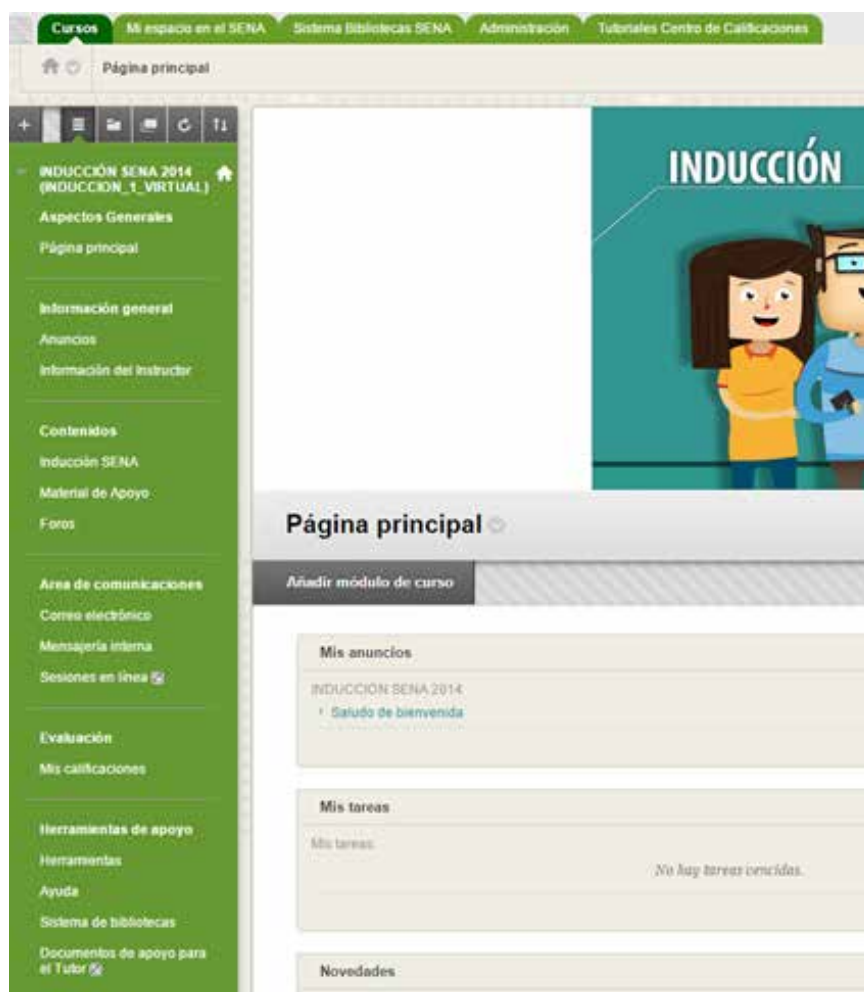 Cursos
Mi espacio en el SENA
Sistema Bibliotecas SENA
Administración
Tutoriales Centro de Calificaciones
Página principal
INDUCCIÓN SENA 2014
(INDUCCION_1_VIRTUAL)
Aspectos Generales
Página principal
Información general
Anuncios
Información del Instructor
Contenidos
Inducción SENA
Material de Apoyo
Foros
Area de comunicaciones
Correo electrónico
Mensajería interna
Sesiones en línea
Evaluación
Mis calificaciones
Herramientas de apoyo
Herramientas
Ayuda
Sistema de bibliotecas
Documentos de apoyo para
el Tutor
INDUCCIÓN
Página principal
Añadir módulo de curso
Mis anuncios
INDUCCIÓN SENA 2014
Saludo de bienvenida
Mis tareas
Mis tareas:
No hay tareas vencidas.
Novedades